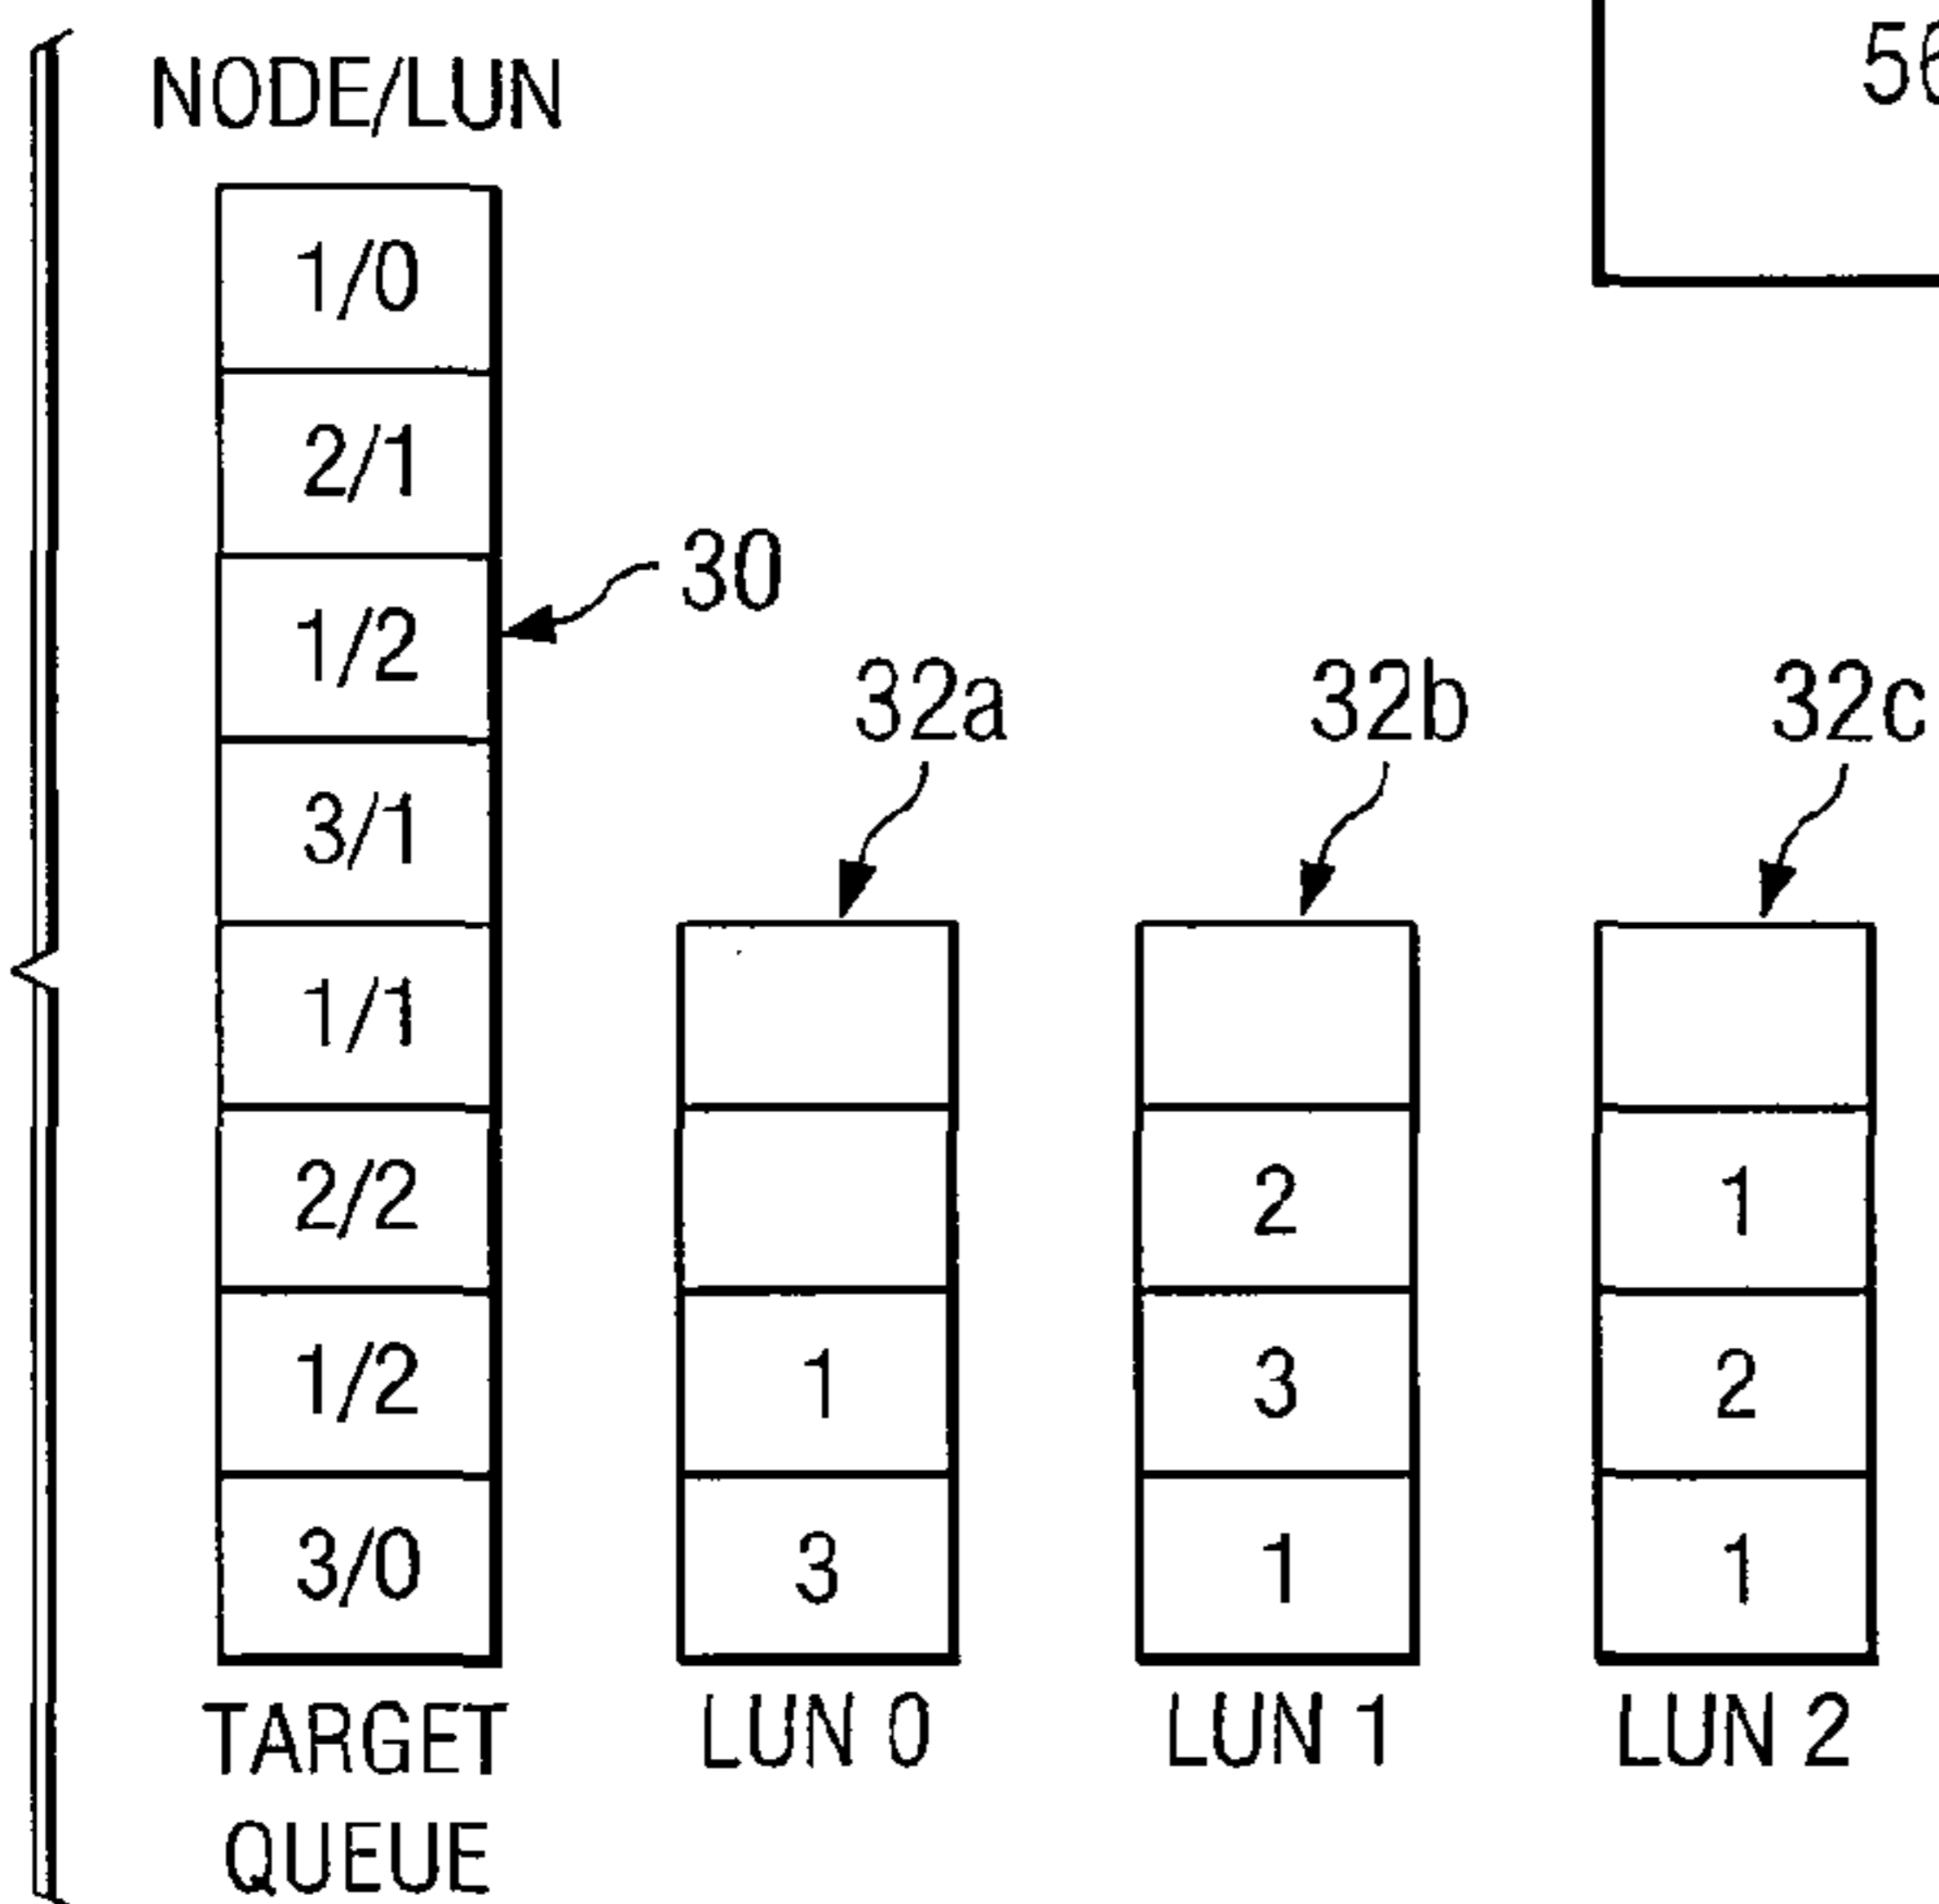 NODE/LUN
56
1/0
2/1
1/2
30
3/1
32a
32b
32c
1/1
2/2
2
1
1/2
1
3
2
3/0
3
1
1
TARGET
QUEUE
LUN 0
LUN 1
LUN 2